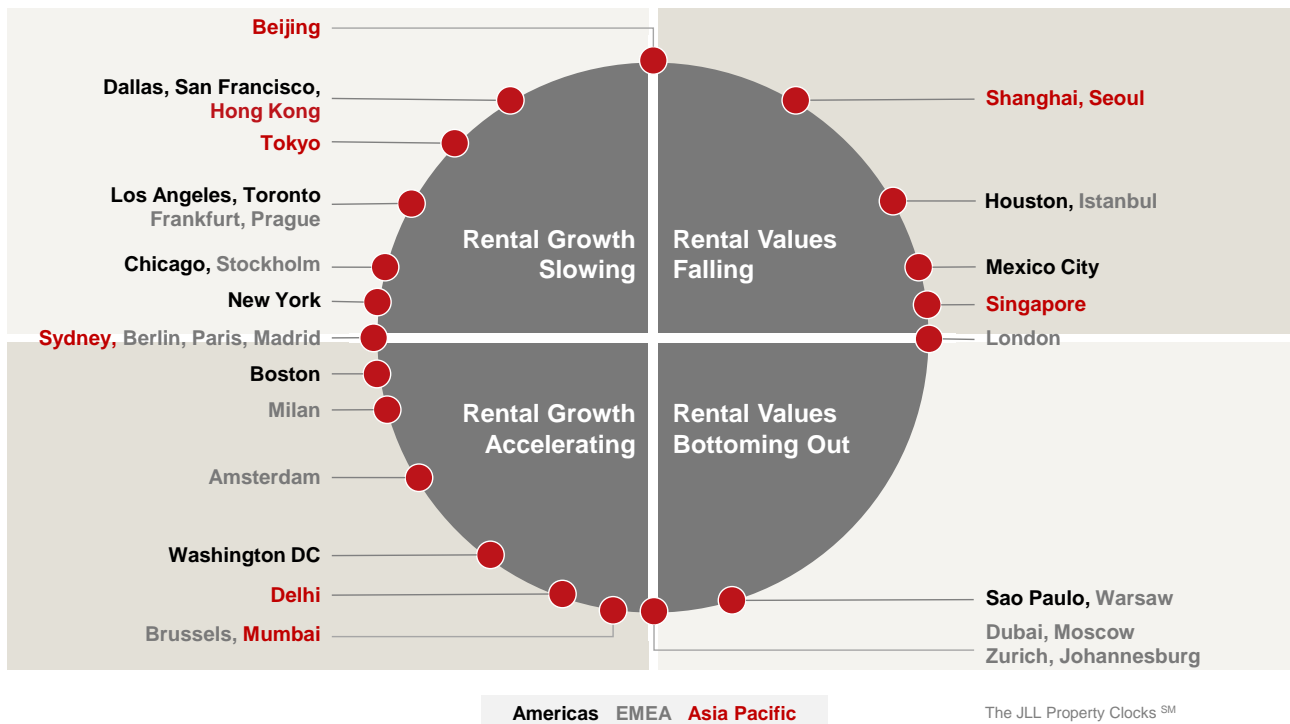 Beijing
Dallas, San Francisco,
Hong Kong
Tokyo
Los Angeles, Toronto
Frankfurt, Prague
Chicago, Stockholm
New York
Sydney, Berlin, Paris, Madrid
Boston
Milan
Amsterdam
Washington DC
Delhi
Brussels, Mumbai
Rental Growth
Slowing
Rental Values
Falling
Rental Growth
Accelerating
Rental Values
Bottoming Out
Shanghai, Seoul
Houston, Istanbul
Mexico City
Singapore
London
Sao Paulo, Warsaw
Dubai, Moscow
Zurich, Johannesburg
Americas EMEA Asia Pacific
The JLL Property Clocks SM